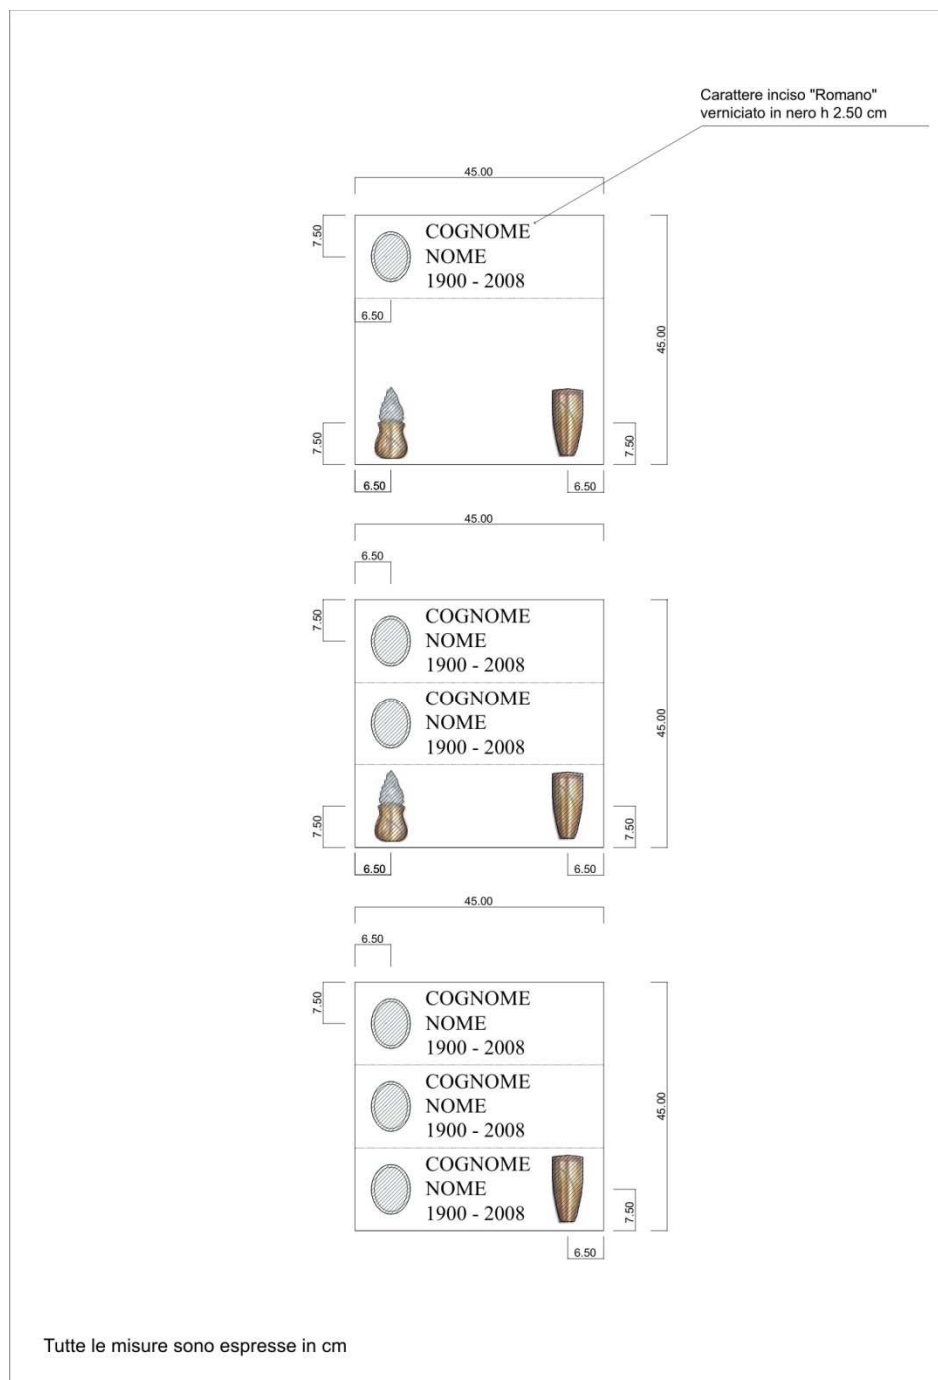 Carattere inciso "Romano"
verniciato in nero h 2.50 cm
45.00
7.50
COGNOME
NOME
1900 - 2008
6.50
45.00
7.50
7.50
6.50
6.50
45.00
6.50
7.50
COGNOME
NOME
1900 - 2008
COGNOME
NOME
1900 - 2008
45.00
7.50
7.50
6.50
6.50
45.00
6.50
7.50
COGNOME
NOME
1900 - 2008
COGNOME
NOME
1900 - 2008
45.00
COGNOME
NOME
1900 - 2008
7.50
6.50
Tutte le misure sono espresse in cm